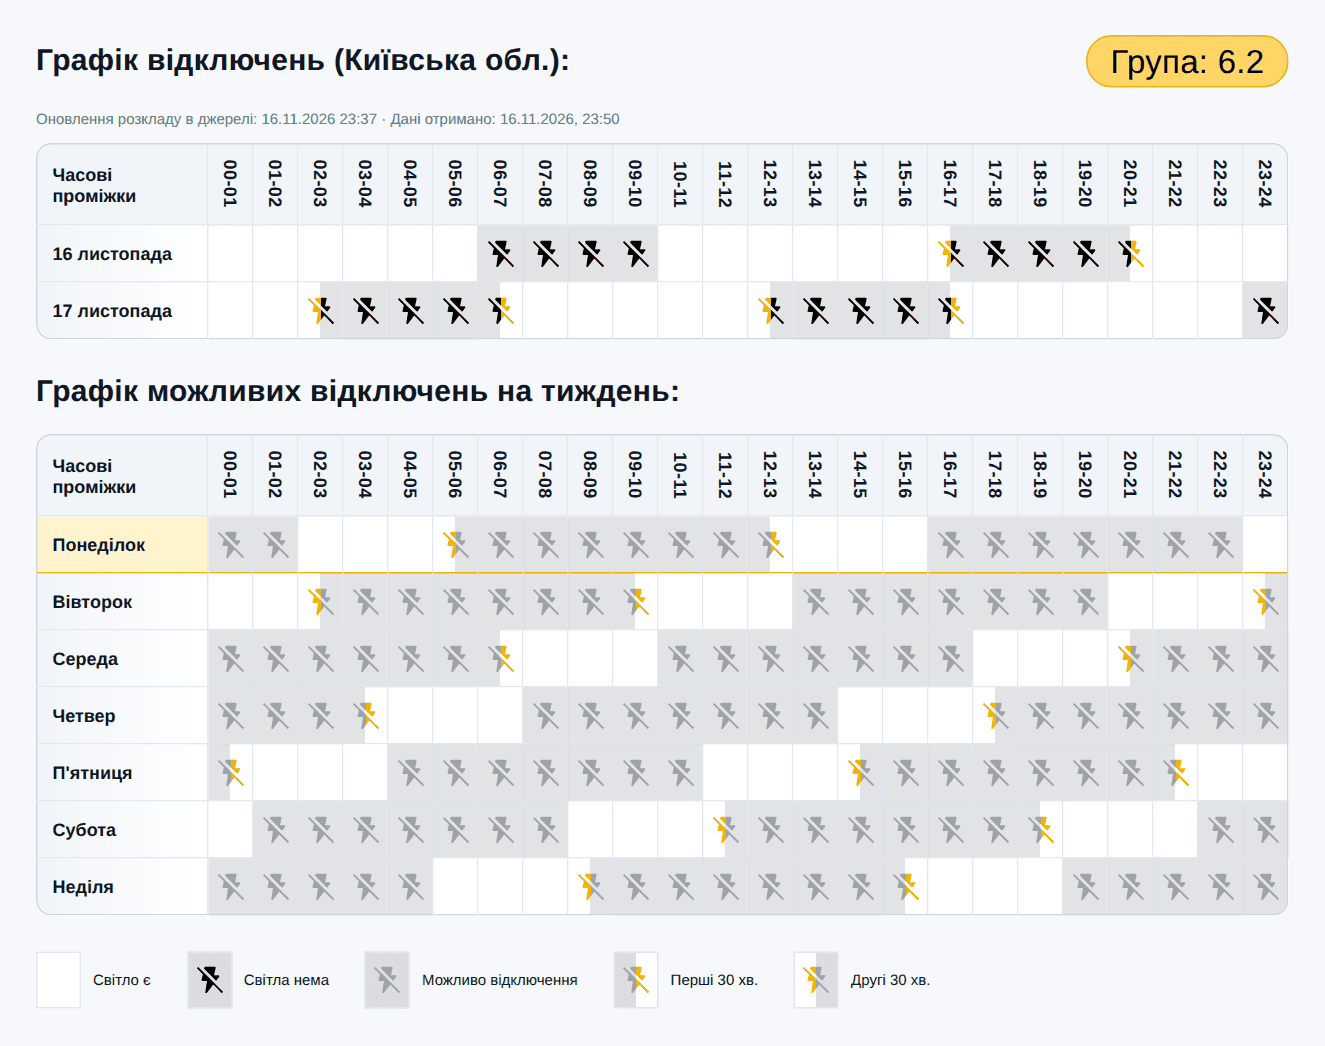 Графік відключень (Київська обл.):
Група: 6.2
Оновлення розкладу в джерелі: 16.11.2026 23:37 · Дані отримано: 16.11.2026, 23:50
Часові проміжки 00-01 01-02 02-03 03-04 04-05 05-06 06-07 07-08 08-09 09-10 10-11 11-12 12-13 13-14 14-15 15-16 16-17 17-18 18-19 19-20 20-21 21-22 22-23 23-24
16 листопада
17 листопада
Графік можливих відключень на тиждень:
Часові проміжки 00-01 01-02 02-03 03-04 04-05 05-06 06-07 07-08 08-09 09-10 10-11 11-12 12-13 13-14 14-15 15-16 16-17 17-18 18-19 19-20 20-21 21-22 22-23 23-24
Понеділок
Вівторок
Середа
Четвер
П'ятниця
Субота
Неділя
Світло є
Світла нема
Можливо відключення
Перші 30 хв.
Другі 30 хв.